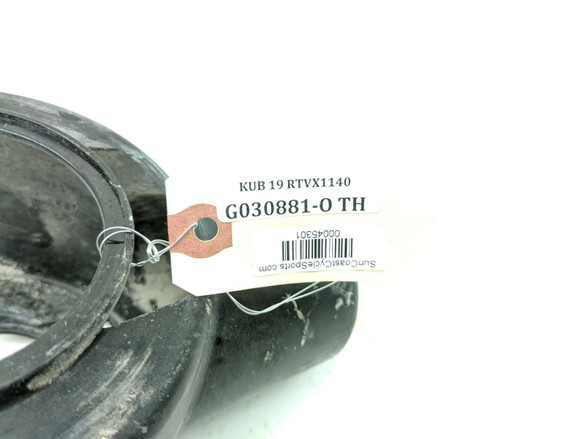 KUB 19 RTVX1140
G030881-O TH
00045301
SunCoastCycleSports.com